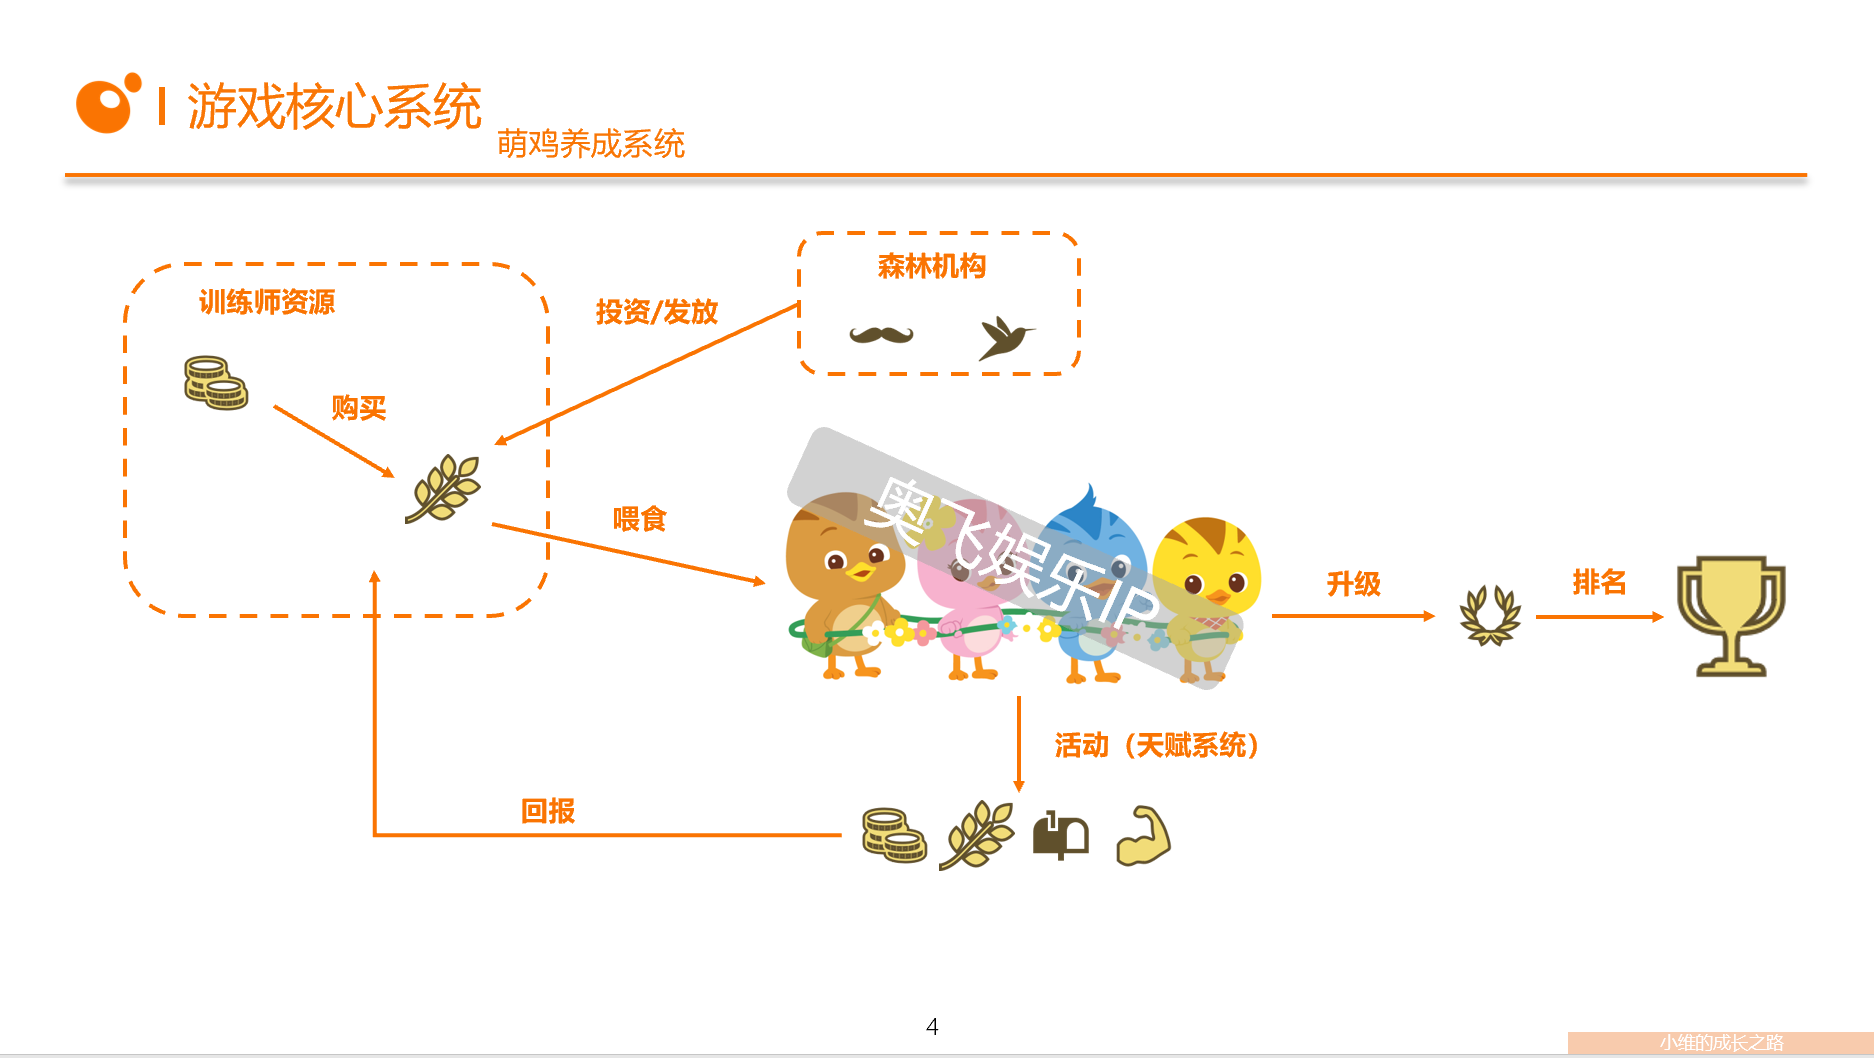 游戏核心系统
萌鸡养成系统
森林机构
训练师资源
投资/发放
购买
喂食
奥飞娱乐IP
升级
排名
活动（天赋系统）
回报
4
小维的成长之路